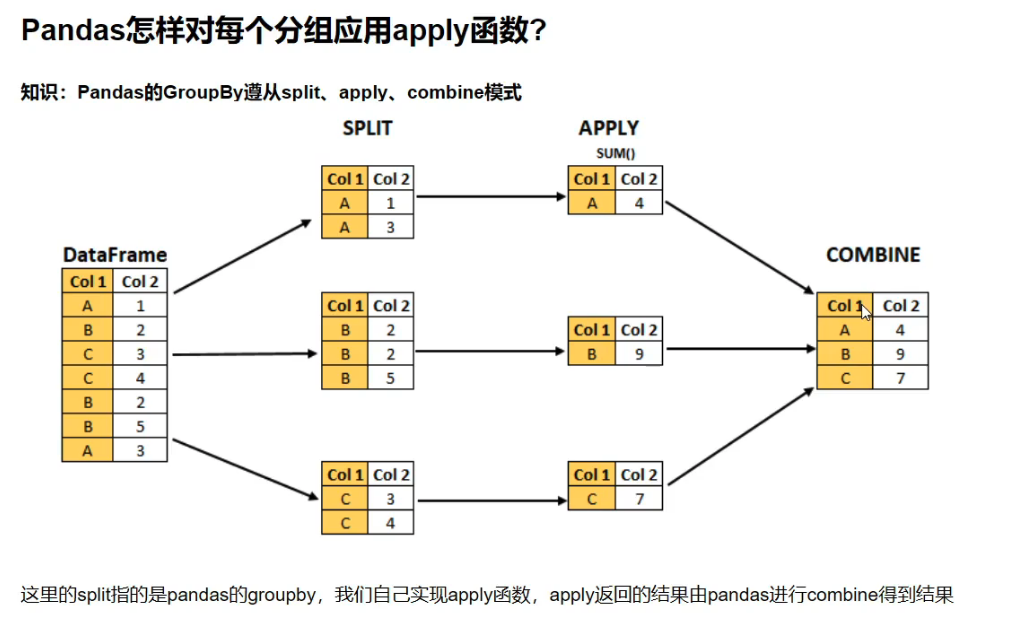 Pandas怎样对每个分组应用apply函数?
知识：Pandas的GroupBy遵从split、apply、combine模式
SPLIT
APPLY
SUM()
DataFrame
Col 1 Col 2
A 1
B 2
C 3
C 4
B 2
B 5
A 3
Col 1 Col 2
A 1
A 3
Col 1 Col 2
B 2
B 2
B 5
Col 1 Col 2
C 3
C 4
Col 1 Col 2
A 4
Col 1 Col 2
B 9
Col 1 Col 2
C 7
COMBINE
Col 1 Col 2
A 4
B 9
C 7
这里的split指的是pandas的groupby，我们自己实现apply函数，apply返回的结果由pandas进行combine得到结果